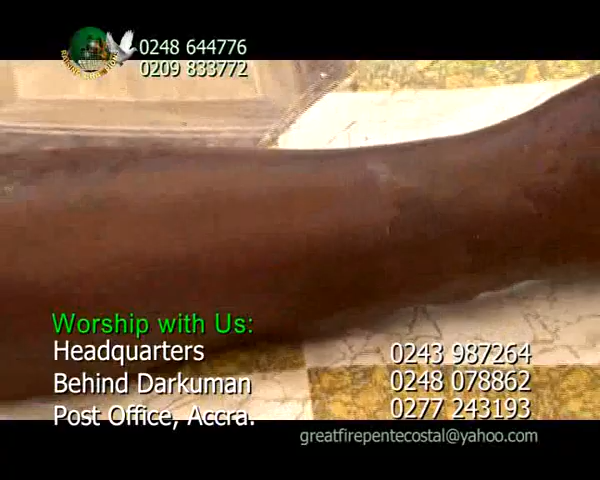 0248 644776
0209 833772
Worship with Us:
Headquarters
Behind Darkuman
Post Office, Accra.
0243 987264
0248 078862
0277 243193
greatfirepentecostal@yahoo.com